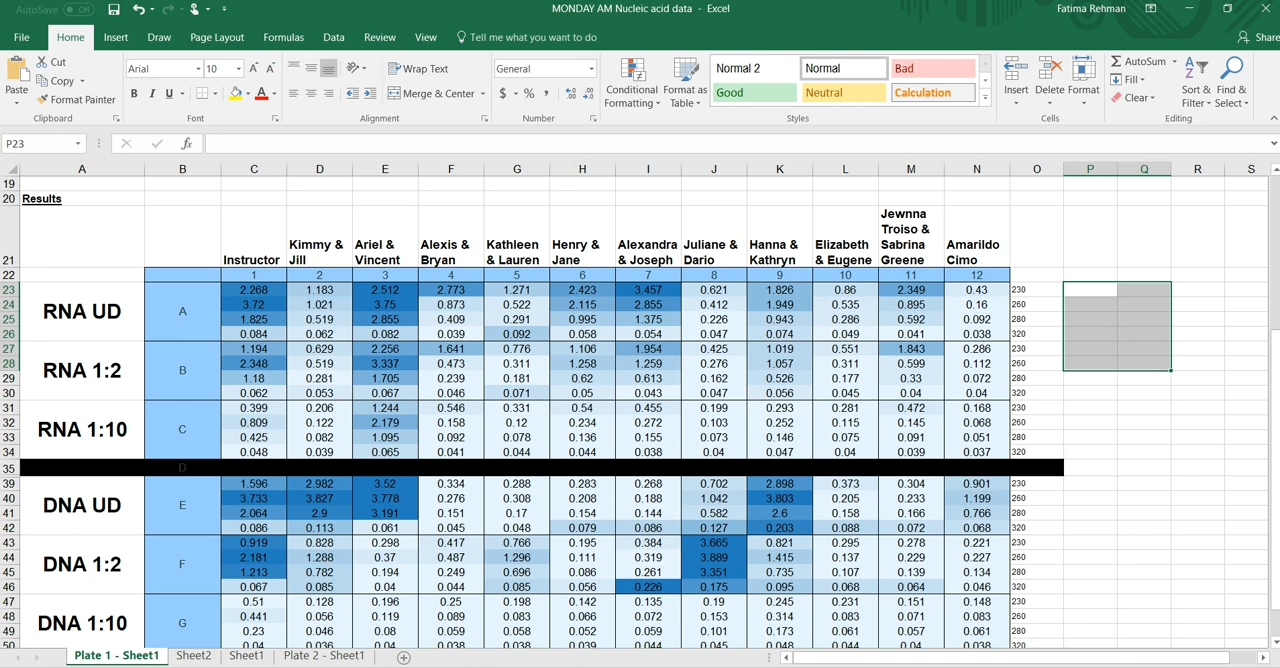 AutoSave Off MONDAY AM Nucleic acid data - Excel Fatima Rehman
File Home Insert Draw Page Layout Formulas Data Review View Tell me what you want to do Share
Paste Cut Arial 10 Wrap Text General Conditional Formatting Format as Table Normal 2 Normal Bad Insert Delete Format AutoSum Sort & Filter Find & Select
Copy B I U Merge & Center $ % , Good Neutral Calculation Fill
Format Painter Clear
Clipboard Font Alignment Number Styles Cells Editing
P23 fx
A B C D E F G H I J K L M N O P Q R S
19
20 Results
21 Instructor Kimmy & Jill Ariel & Vincent Alexis & Bryan Kathleen & Lauren Henry & Jane Alexandra & Joseph Juliane & Dario Hanna & Kathryn Elizabeth & Eugene Jewnna Troiso & Sabrina Greene Amarildo Cimo
22 1 2 3 4 5 6 7 8 9 10 11 12
23 RNA UD A 2.268 1.183 2.512 2.773 1.271 2.423 3.457 0.621 1.826 0.86 2.349 0.43 230
24 3.72 1.021 3.75 0.873 0.522 2.115 2.855 0.412 1.949 0.535 0.895 0.16 260
25 1.825 0.519 2.855 0.409 0.291 0.995 1.375 0.226 0.943 0.286 0.592 0.092 280
26 0.084 0.062 0.082 0.039 0.092 0.058 0.054 0.047 0.074 0.049 0.041 0.038 320
27 RNA 1:2 B 1.194 0.629 2.256 1.641 0.776 1.106 1.954 0.425 1.019 0.551 1.843 0.286 230
28 2.348 0.519 3.337 0.473 0.311 1.258 1.259 0.276 1.057 0.311 0.599 0.112 260
29 1.18 0.281 1.705 0.239 0.181 0.62 0.613 0.162 0.526 0.177 0.33 0.072 280
30 0.062 0.053 0.067 0.046 0.071 0.05 0.043 0.047 0.056 0.045 0.04 0.04 320
31 RNA 1:10 C 0.399 0.206 1.244 0.546 0.331 0.54 0.455 0.199 0.293 0.281 0.472 0.168 230
32 0.809 0.122 2.179 0.158 0.12 0.234 0.272 0.103 0.252 0.115 0.145 0.068 260
33 0.425 0.082 1.095 0.092 0.078 0.136 0.155 0.073 0.146 0.075 0.091 0.051 280
34 0.048 0.039 0.065 0.041 0.044 0.044 0.038 0.04 0.047 0.04 0.039 0.037 320
35 D
39 DNA UD E 1.596 2.982 3.52 0.334 0.288 0.283 0.268 0.702 2.898 0.373 0.304 0.901 230
40 3.733 3.827 3.778 0.276 0.308 0.208 0.188 1.042 3.803 0.205 0.233 1.199 260
41 2.064 2.9 3.191 0.151 0.17 0.154 0.144 0.582 2.6 0.158 0.166 0.766 280
42 0.086 0.113 0.061 0.045 0.048 0.079 0.086 0.127 0.203 0.088 0.072 0.068 320
43 DNA 1:2 F 0.919 0.828 0.298 0.417 0.766 0.195 0.384 3.665 0.821 0.295 0.278 0.221 230
44 2.181 1.288 0.37 0.487 1.296 0.111 0.319 3.889 1.415 0.137 0.229 0.227 260
45 1.213 0.782 0.194 0.249 0.696 0.086 0.261 3.351 0.735 0.107 0.139 0.134 280
46 0.067 0.085 0.04 0.044 0.085 0.056 0.226 0.175 0.095 0.068 0.064 0.046 320
47 DNA 1:10 G 0.51 0.128 0.196 0.25 0.198 0.142 0.135 0.19 0.245 0.231 0.151 0.148 230
48 0.441 0.056 0.119 0.089 0.083 0.066 0.072 0.153 0.314 0.083 0.071 0.083 260
49 0.23 0.046 0.08 0.059 0.058 0.052 0.059 0.101 0.173 0.061 0.057 0.061 280
50 0.04 0.036 0.04 0.038 0.038 0.039 0.044 0.045 0.048 0.044 0.04 0.038 320
Plate 1 - Sheet1 Sheet2 Sheet1 Plate 2 - Sheet1